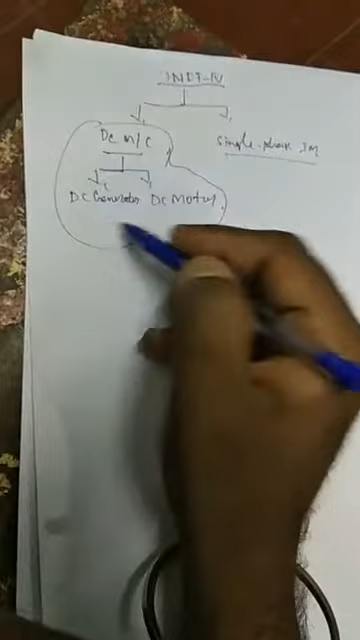 UNIT-IV
DC M/C
Single-phase IM
DC Generator DC Motor